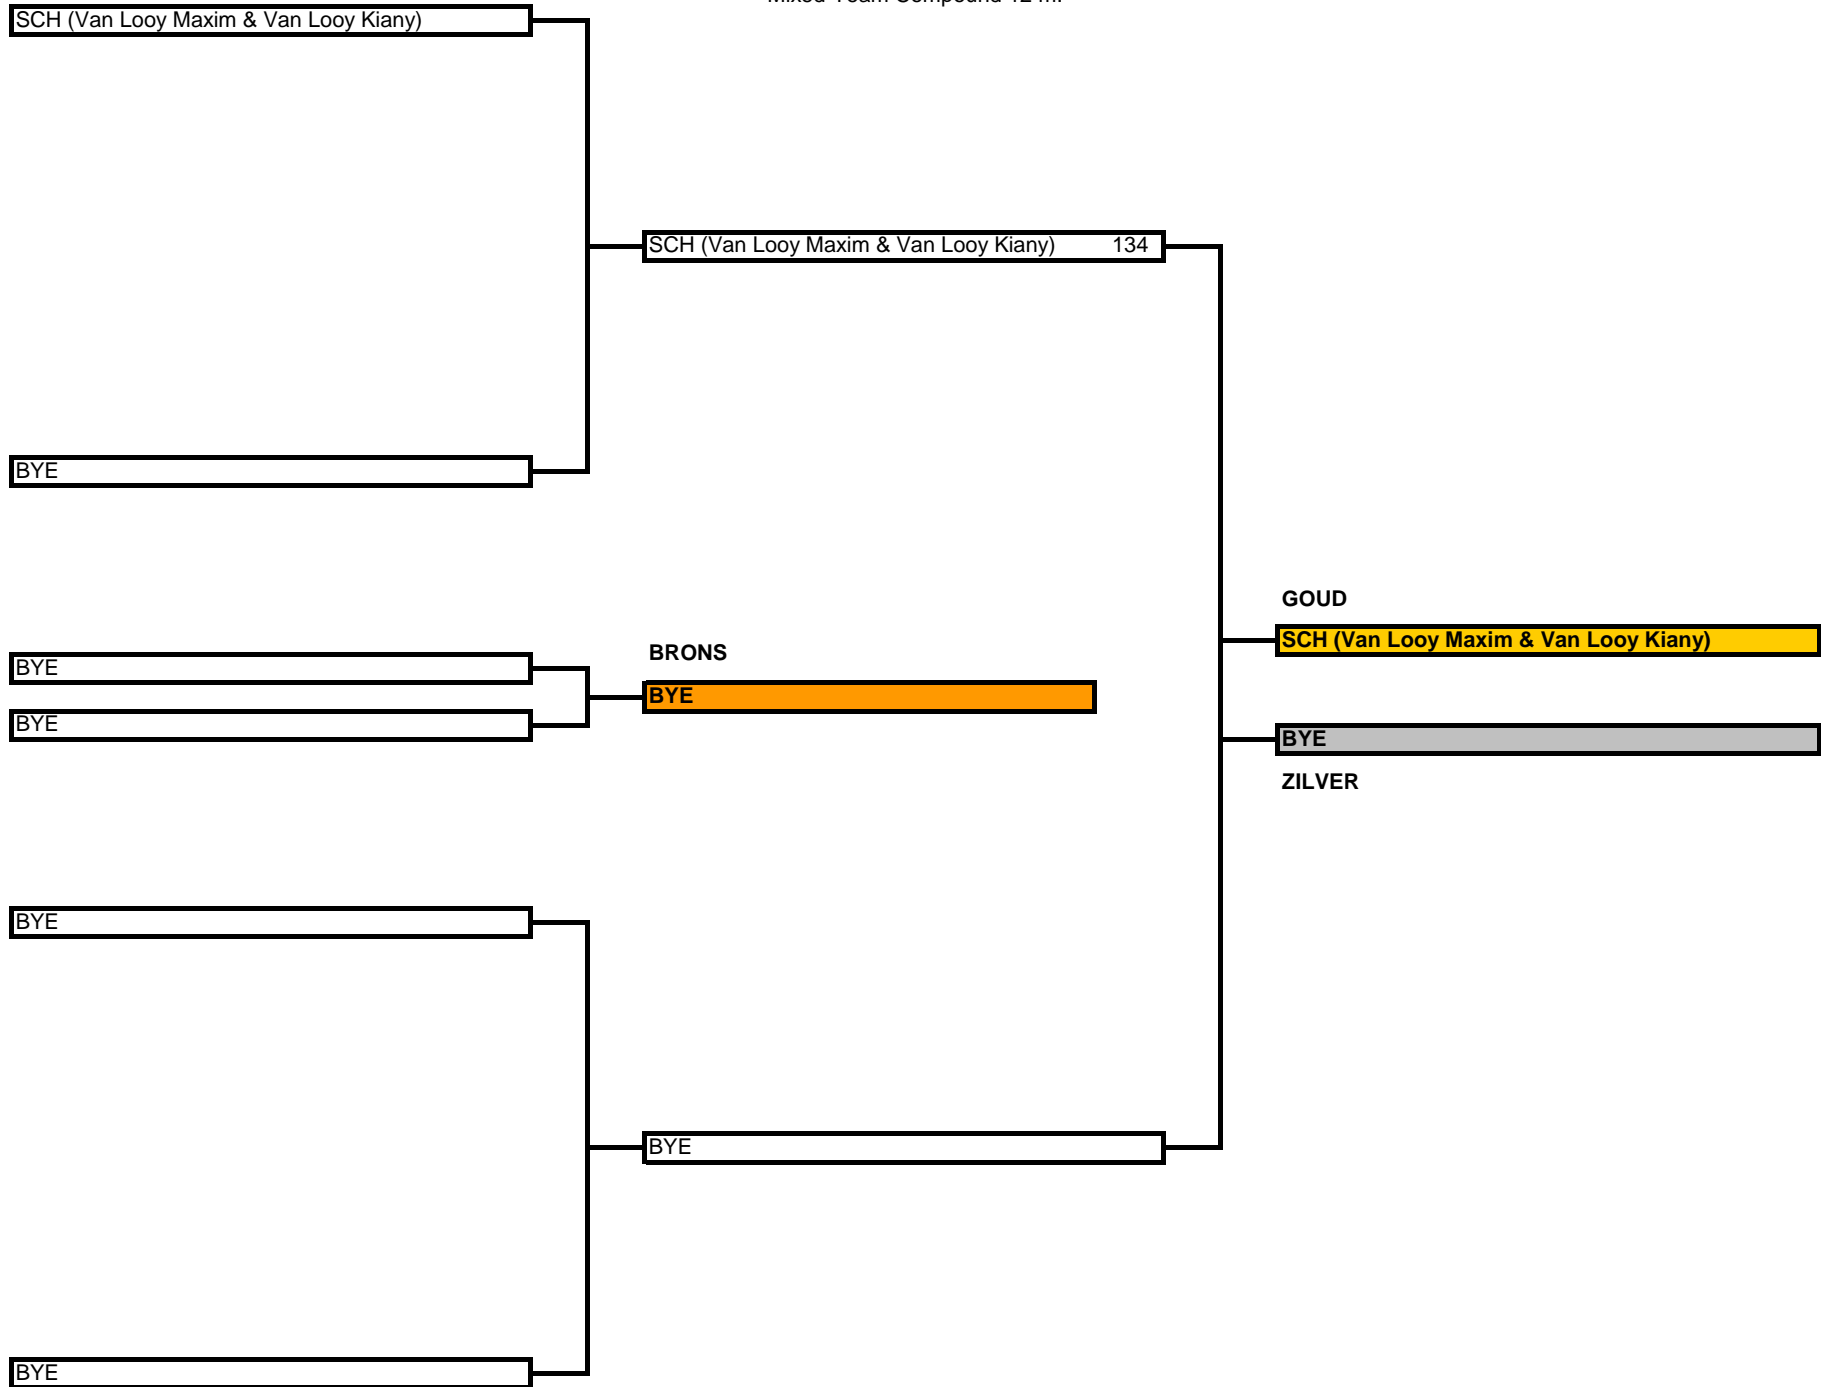 SCH (Van Looy Maxim & Van Looy Kiany)
SCH (Van Looy Maxim & Van Looy Kiany) 134
BYE
GOUD
SCH (Van Looy Maxim & Van Looy Kiany)
BYE
BYE
BRONS
BYE
BYE
ZILVER
BYE
BYE
BYE